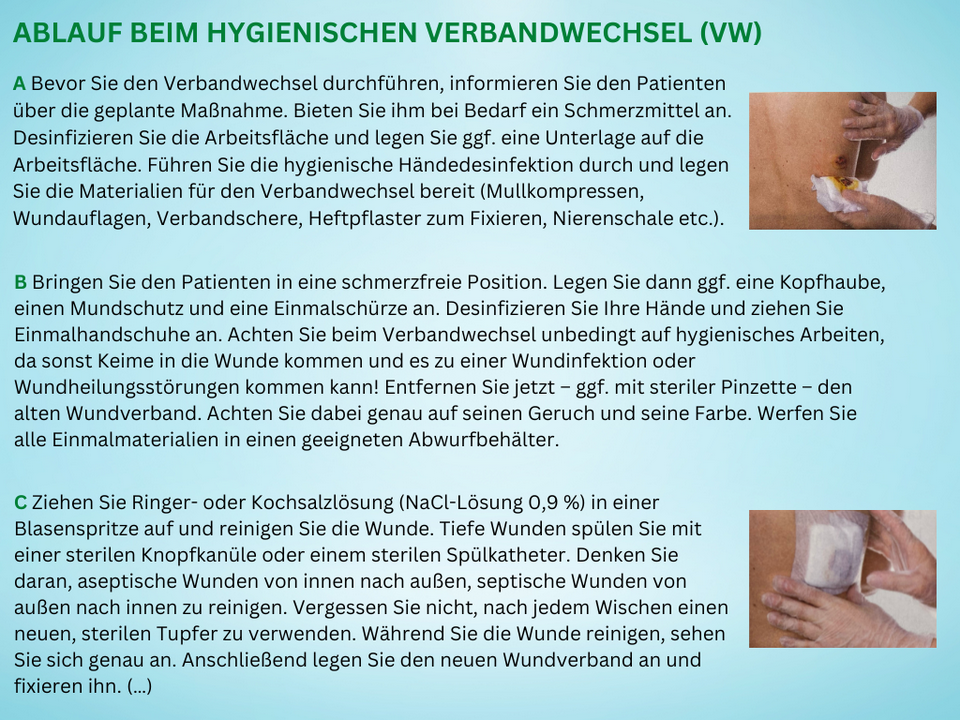 ABLAUF BEIM HYGIENISCHEN VERBANDWECHSEL (VW)
A Bevor Sie den Verbandwechsel durchführen, informieren Sie den Patienten
über die geplante Maßnahme. Bieten Sie ihm bei Bedarf ein Schmerzmittel an.
Desinfizieren Sie die Arbeitsfläche und legen Sie ggf. eine Unterlage auf die
Arbeitsfläche. Führen Sie die hygienische Händedesinfektion durch und legen
Sie die Materialien für den Verbandwechsel bereit (Mullkompressen,
Wundauflagen, Verbandschere, Heftpflaster zum Fixieren, Nierenschale etc.).
B Bringen Sie den Patienten in eine schmerzfreie Position. Legen Sie dann ggf. eine Kopfhaube,
einen Mundschutz und eine Einmalschürze an. Desinfizieren Sie Ihre Hände und ziehen Sie
Einmalhandschuhe an. Achten Sie beim Verbandwechsel unbedingt auf hygienisches Arbeiten,
da sonst Keime in die Wunde kommen und es zu einer Wundinfektion oder
Wundheilungsstörungen kommen kann! Entfernen Sie jetzt – ggf. mit steriler Pinzette – den
alten Wundverband. Achten Sie dabei genau auf seinen Geruch und seine Farbe. Werfen Sie
alle Einmalmaterialien in einen geeigneten Abwurfbehälter.
C Ziehen Sie Ringer- oder Kochsalzlösung (NaCl-Lösung 0,9 %) in einer
Blasenspritze auf und reinigen Sie die Wunde. Tiefe Wunden spülen Sie mit
einer sterilen Knopfkanüle oder einem sterilen Spülkatheter. Denken Sie
daran, aseptische Wunden von innen nach außen, septische Wunden von
außen nach innen zu reinigen. Vergessen Sie nicht, nach jedem Wischen einen
neuen, sterilen Tupfer zu verwenden. Während Sie die Wunde reinigen, sehen
Sie sich genau an. Anschließend legen Sie den neuen Wundverband an und
fixieren ihn. (...)